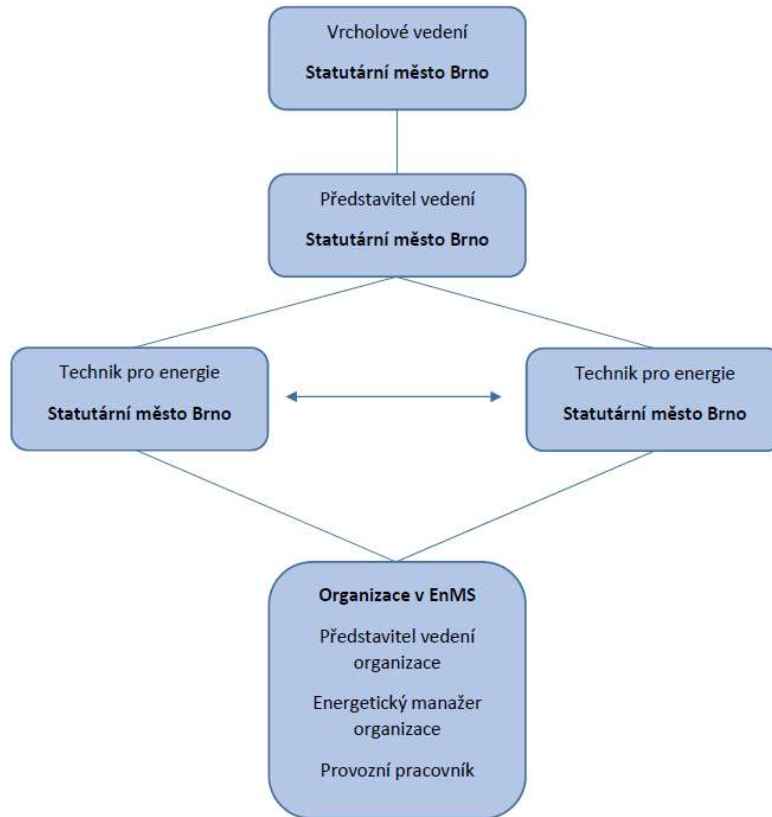 Vrcholové vedení
Statutární město Brno
Představitel vedení
Statutární město Brno
Technik pro energie
Statutární město Brno
Technik pro energie
Statutární město Brno
Organizace v EnMS
Představitel vedení
organizace
Energetický manažer
organizace
Provozní pracovník